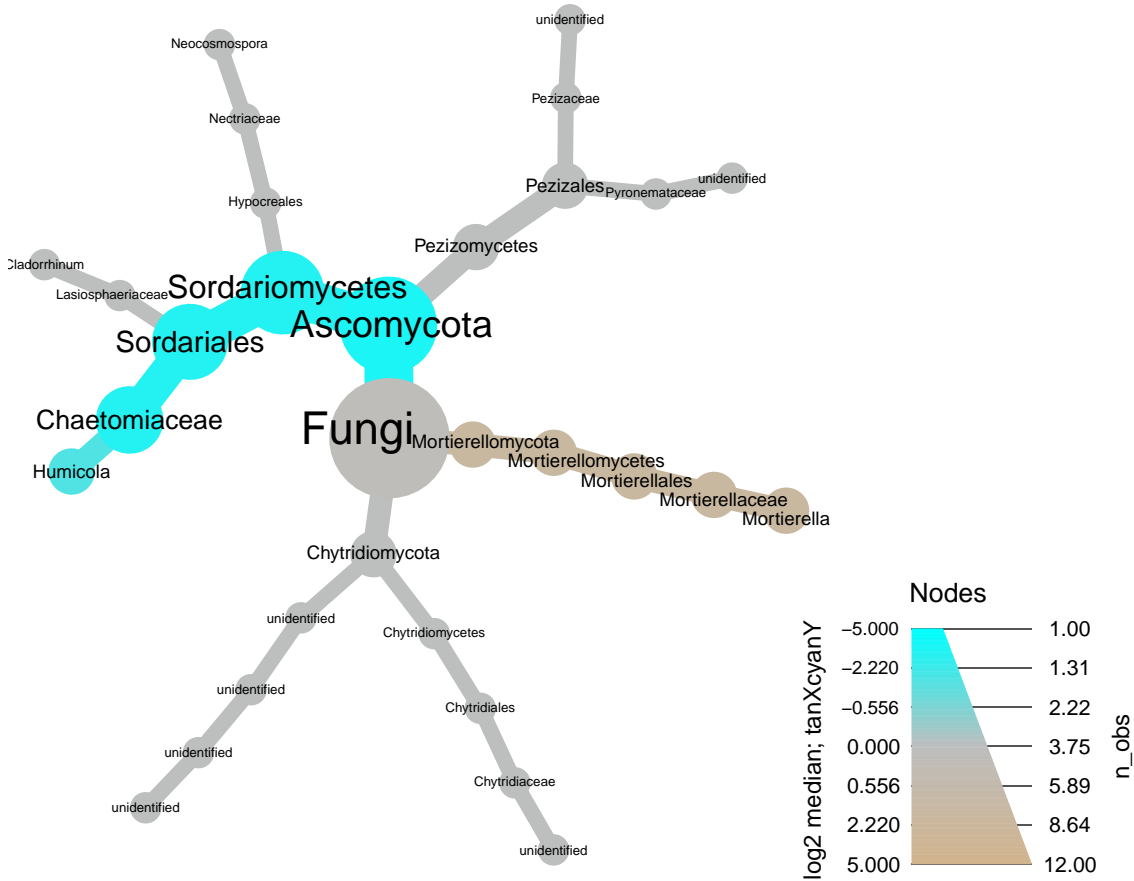 unidentified
Neocosmospora
Pezizaceae
Nectriaceae
unidentified
Pezizales
Pyronemataceae
Hypocreales
Pezizomycetes
Cladorrhinum
Lasiosphaeriaceae
Sordariomycetes
Ascomycota
Sordariales
Chaetomiaceae
Fungi
Mortierellomycota
Humicola
Mortierellomycetes
Mortierellales
Mortierellaceae
Mortierella
Chytridiomycota
unidentified
Chytridiomycetes
unidentified
Chytridiales
unidentified
Chytridiaceae
unidentified
unidentified
Nodes
log2 median; tanXcyanY
−5.000 1.00
−2.220 1.31
−0.556 2.22
0.000 3.75
0.556 5.89
2.220 8.64
5.000 12.00
n_obs